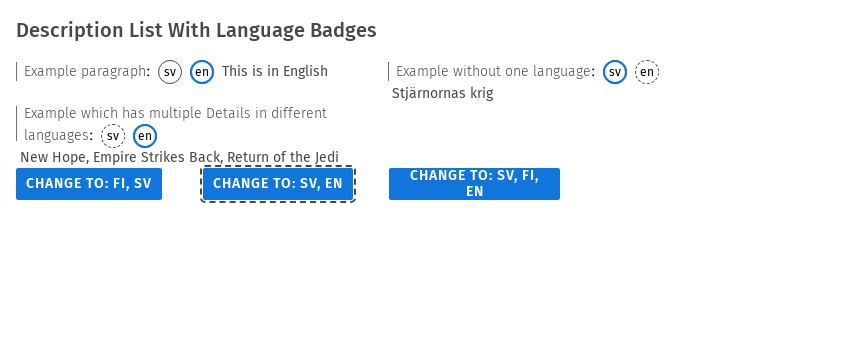 Description List With Language Badges
Example paragraph: sv en This is in English
Example without one language: sv en
Stjärnornas krig
Example which has multiple Details in different
languages: sv en
New Hope, Empire Strikes Back, Return of the Jedi
CHANGE TO: FI, SV
CHANGE TO: SV, EN
CHANGE TO: SV, FI,
EN